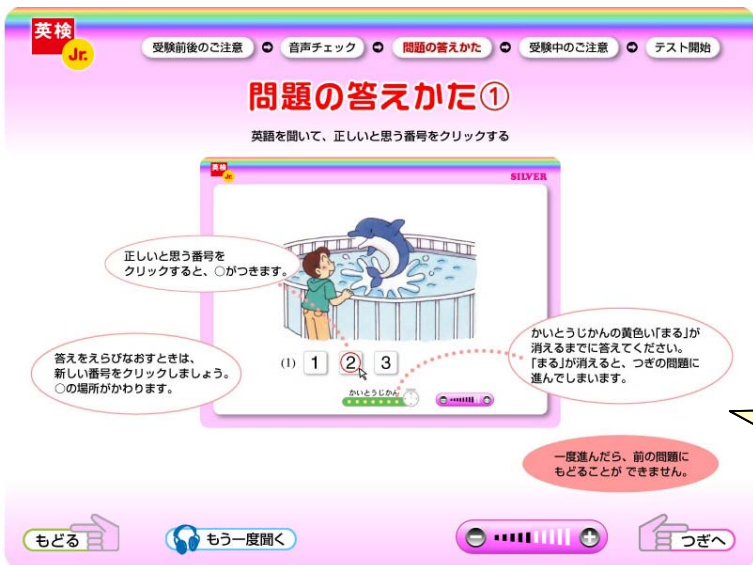 英検
Jr.
受験前後のご注意
音声チェック
問題の答えかた
受験中のご注意
テスト開始
問題の答えかた①
英語を聞いて、正しいと思う番号をクリックする
英検
Jr.
SILVER
正しいと思う番号を
クリックすると、○がつきます。
答えをえらびなおすときは、
新しい番号をクリックしましょう。
○の場所がかわります。
(1) 1 2 3
かいとうじかん
かいとうじかんの黄色い「まる」が
消えるまでに答えてください。
「まる」が消えると、つぎの問題に
進んでしまいます。
一度進んだら、前の問題に
もどることが できません。
もどる
もう一度聞く
つぎへ